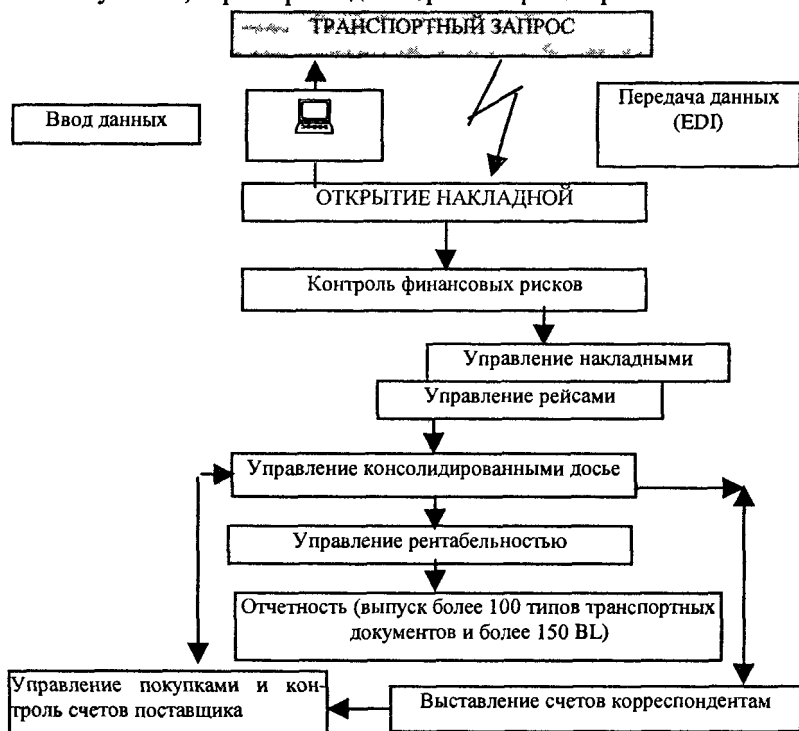 ТРАНСПОРТНЫЙ ЗАПРОС
Ввод данных
Передача данных
(EDI)
ОТКРЫТИЕ НАКЛАДНОЙ
Контроль финансовых рисков
Управление накладными
Управление рейсами
Управление консолидированными досье
Управление рентабельностью
Отчетность (выпуск более 100 типов транспортных
документов и более 150 BL)
Управление покупками и кон-
троль счетов поставщика
Выставление счетов корреспондентам